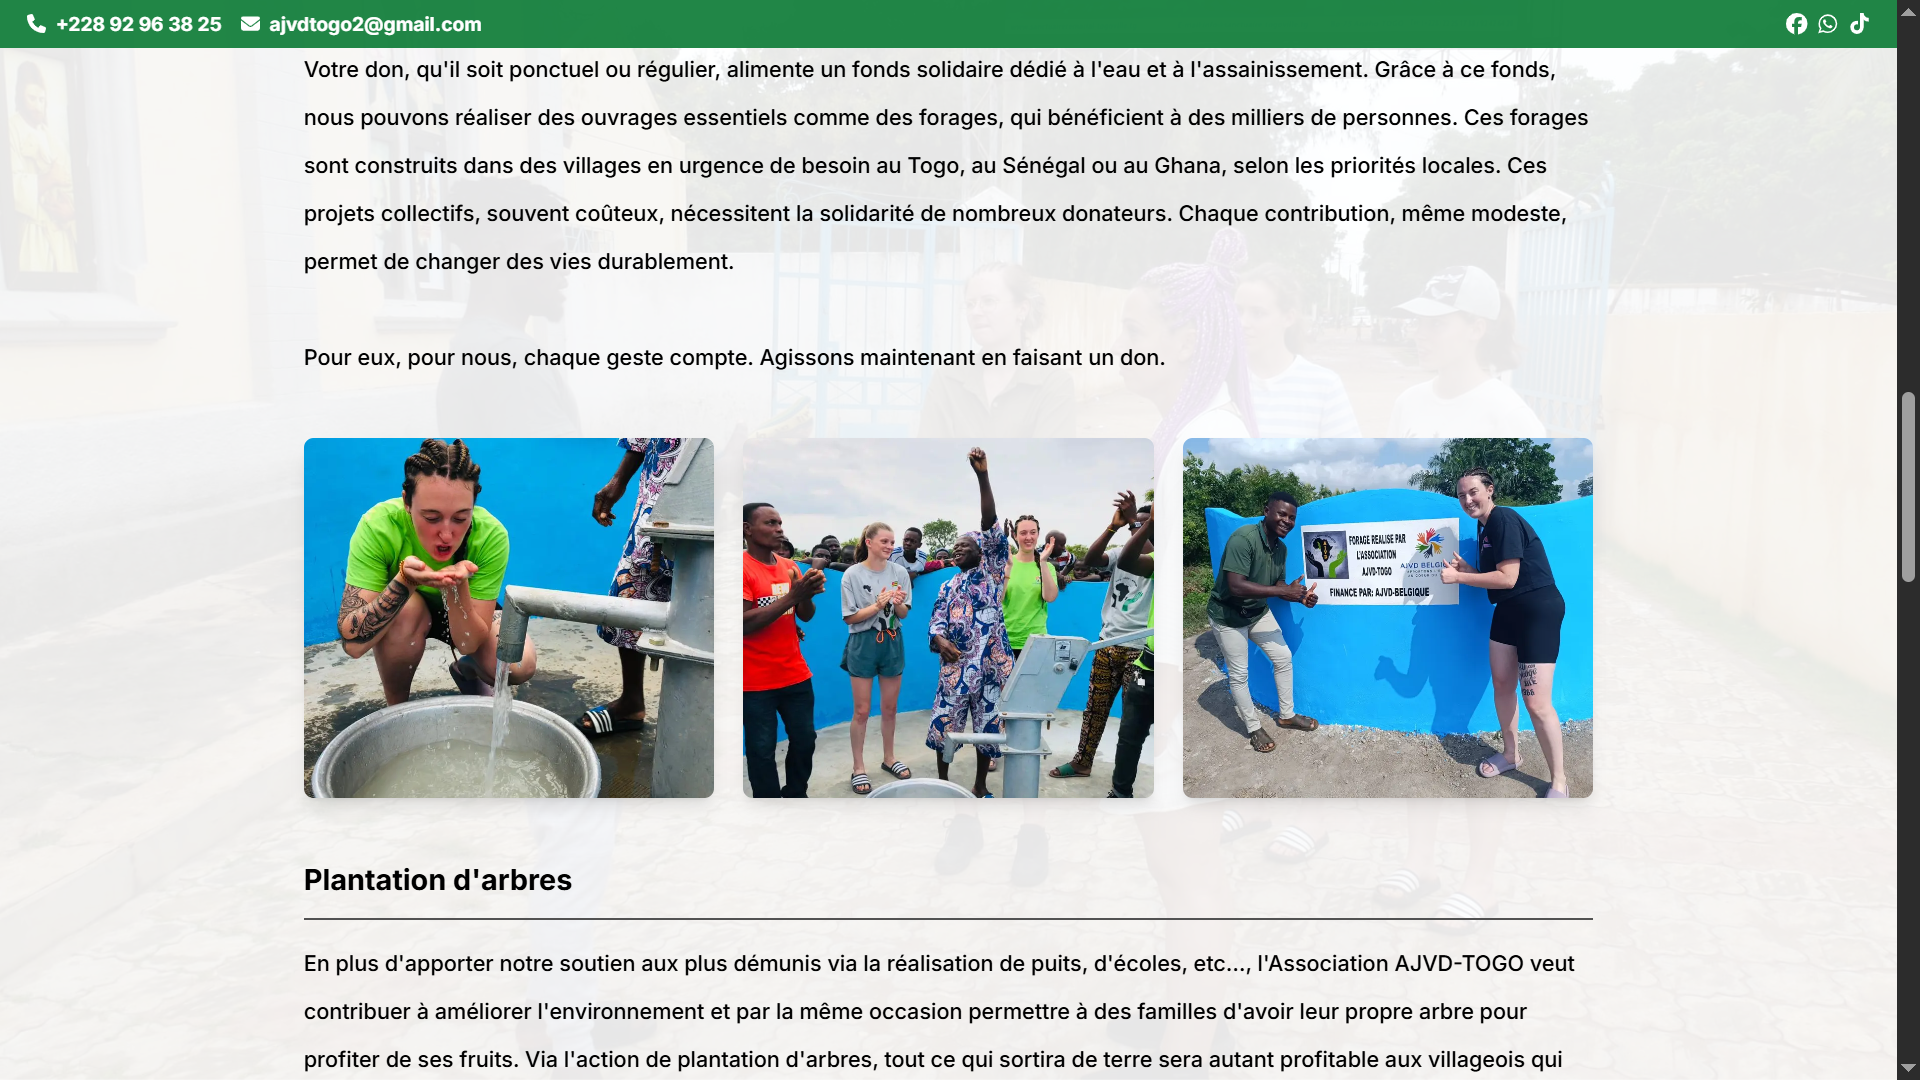 +228 92 96 38 25 ajvdtogo2@gmail.com
Votre don, qu'il soit ponctuel ou régulier, alimente un fonds solidaire dédié à l'eau et à l'assainissement. Grâce à ce fonds,
nous pouvons réaliser des ouvrages essentiels comme des forages, qui bénéficient à des milliers de personnes. Ces forages
sont construits dans des villages en urgence de besoin au Togo, au Sénégal ou au Ghana, selon les priorités locales. Ces
projets collectifs, souvent coûteux, nécessitent la solidarité de nombreux donateurs. Chaque contribution, même modeste,
permet de changer des vies durablement.
Pour eux, pour nous, chaque geste compte. Agissons maintenant en faisant un don.
FORAGE REALISE PAR
L'ASSOCIATION
AJVD-TOGO
AJVD
FINANCE PAR: AJVD-BELGIQUE
Plantation d'arbres
En plus d'apporter notre soutien aux plus démunis via la réalisation de puits, d'écoles, etc..., l'Association AJVD-TOGO veut
contribuer à améliorer l'environnement et par la même occasion permettre à des familles d'avoir leur propre arbre pour
profiter de ses fruits. Via l'action de plantation d'arbres, tout ce qui sortira de terre sera autant profitable aux villageois qui